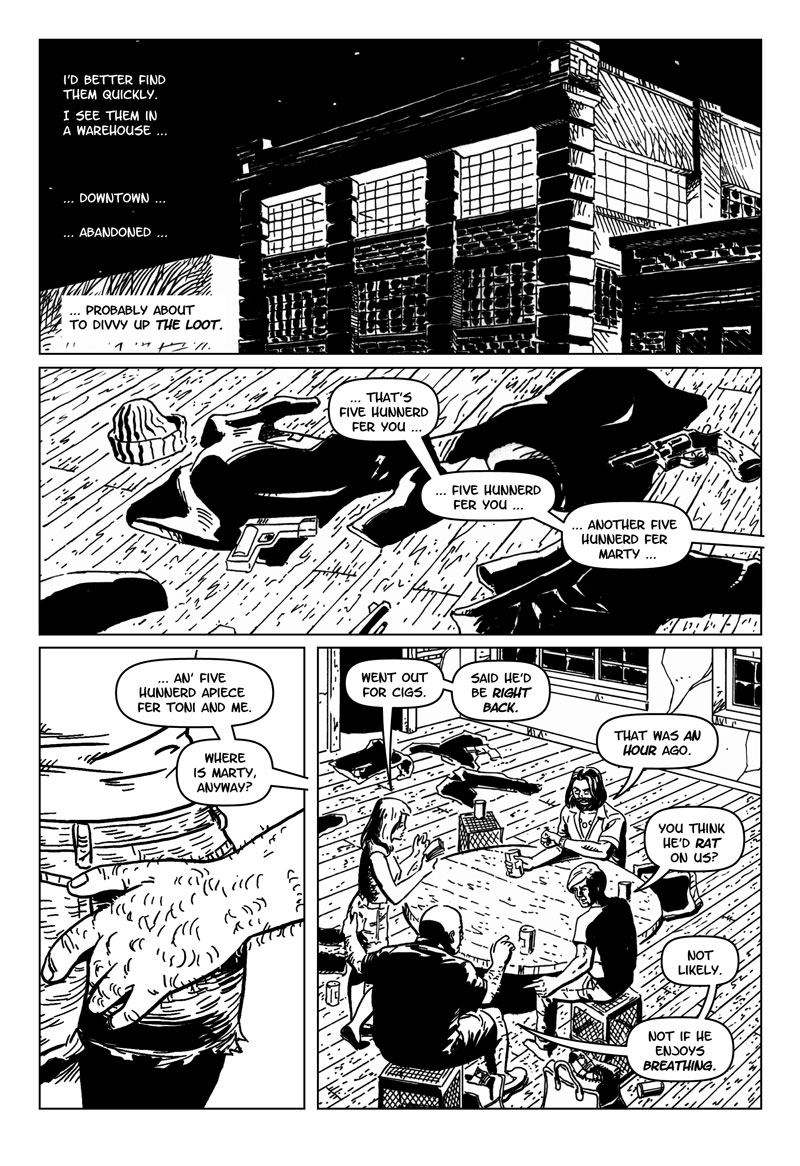 I'D BETTER FIND
THEM QUICKLY.
I SEE THEM IN
A WAREHOUSE ...
... DOWNTOWN ...
... ABANDONED ...
... PROBABLY ABOUT
TO DIVVY UP THE LOOT.
... THAT'S
FIVE HUNNERD
FER YOU ...
... FIVE HUNNERD
FER YOU ...
... ANOTHER FIVE
HUNNERD FER
MARTY ...
... AN' FIVE
HUNNERD APIECE
FER TONI AND ME.
WHERE
IS MARTY,
ANYWAY?
WENT OUT
FOR CIGS.
SAID HE'D
BE RIGHT
BACK.
THAT WAS AN
HOUR AGO.
YOU THINK
HE'D RAT
ON US?
NOT
LIKELY.
NOT IF HE
ENJOYS
BREATHING.